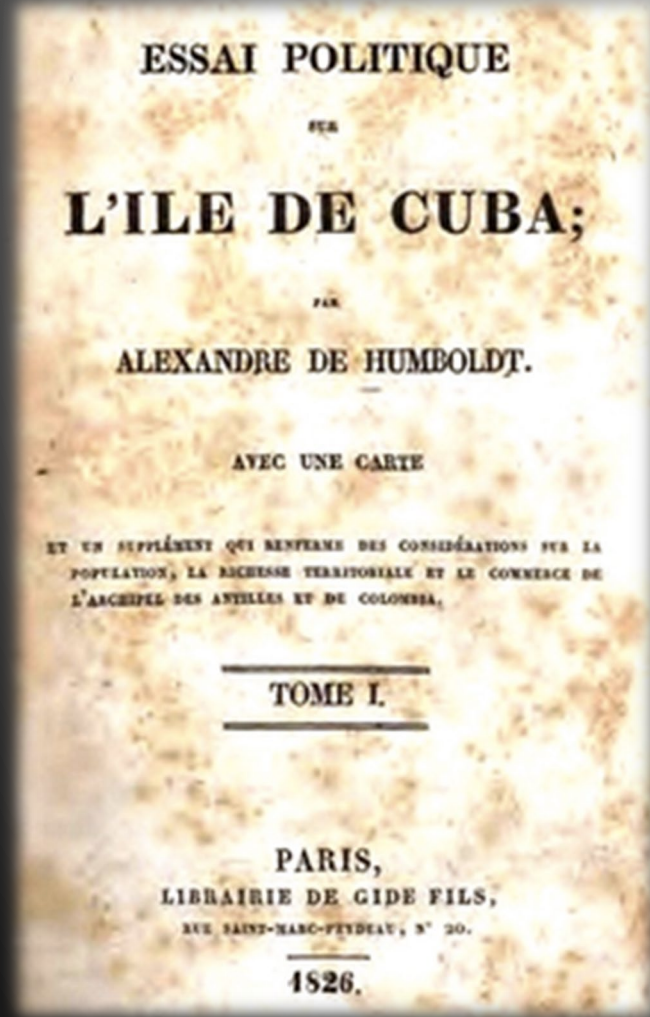 ESSAI POLITIQUE
SUR
L'ILE DE CUBA;
PAR
ALEXANDRE DE HUMBOLDT.
AVEC UNE CARTE
ET UN SUPPLÉMENT QUI RENFERME DES CONSIDÉRATIONS SUR LA
POPULATION, LA RICHESSE TERRITORIALE ET LE COMMERCE DE
L'ARCHIPEL DES ANTILLES ET DE COLOMBIA.
TOME I.
PARIS,
LIBRAIRIE DE GIDE FILS,
RUE SAINT-MARC-FEYDEAU, N° 20.
1826.